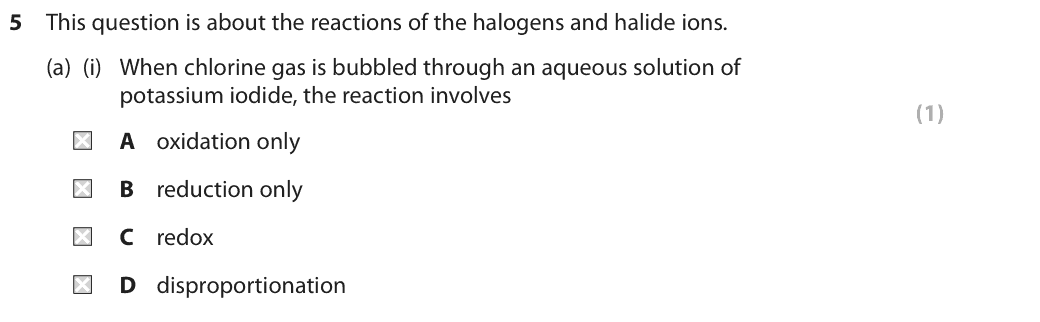 5 This question is about the reactions of the halogens and halide ions.
(a) (i) When chlorine gas is bubbled through an aqueous solution of
potassium iodide, the reaction involves
(1)
A oxidation only
B reduction only
C redox
D disproportionation